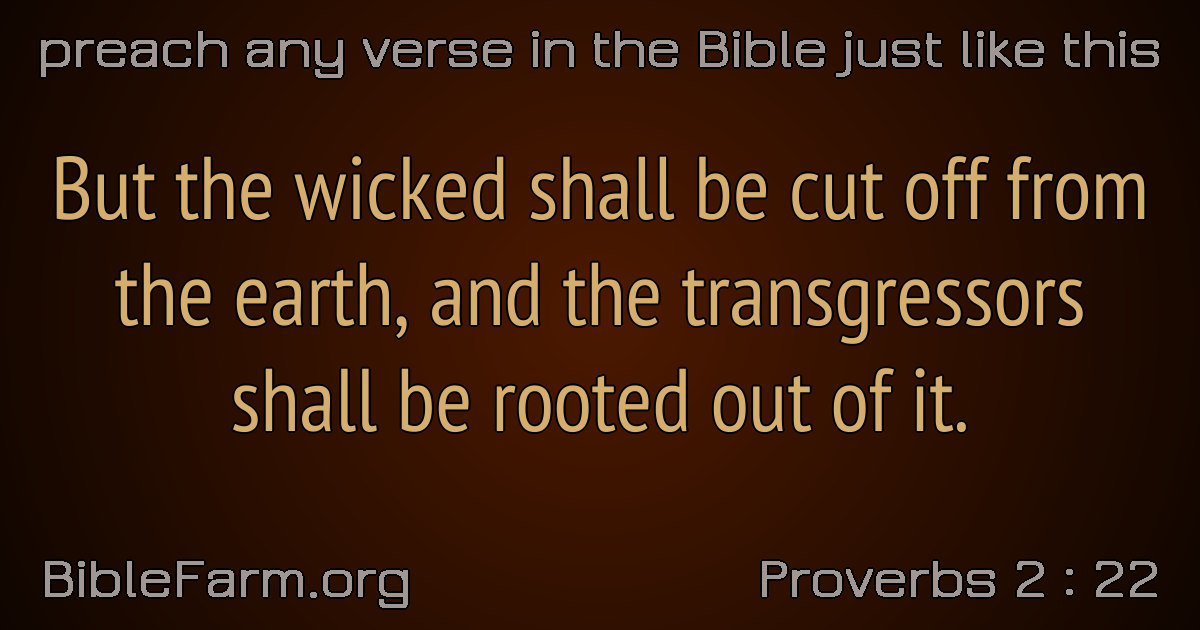 preach any verse in the Bible just like this
But the wicked shall be cut off from
the earth, and the transgressors
shall be rooted out of it.
BibleFarm.org
Proverbs 2 : 22